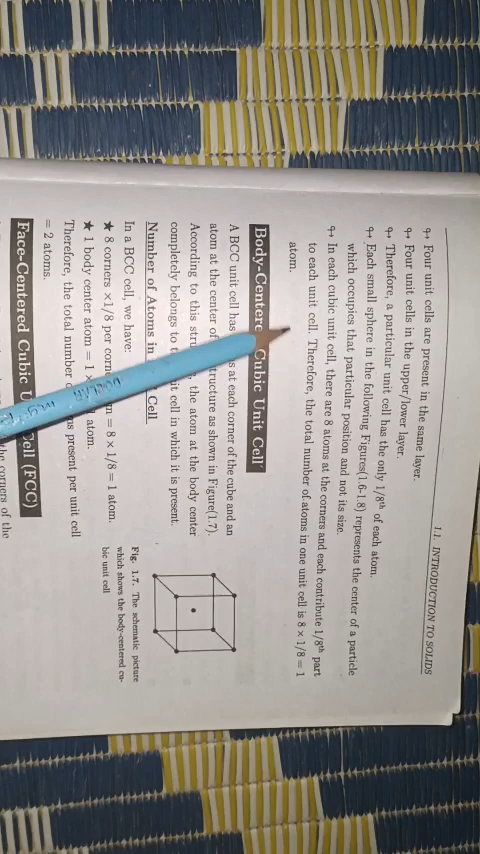 1.1. INTRODUCTION TO SOLIDS
Four unit cells are present in the same layer.
Four unit cells in the upper/lower layer.
Therefore, a particular unit cell has the only 1/8th of each atom.
Each small sphere in the following Figures(1.6-1.8) represents the center of a particle
which occupies that particular position and not its size.
In each cubic unit cell, there are 8 atoms at the corners and each contribute 1/8th part
to each unit cell. Therefore, the total number of atoms in one unit cell is 8 × 1/8 = 1
atom.
Body-Centere Cubic Unit Cell
A BCC unit cell has s at each corner of the cube and an
atom at the center of tructure as shown in Figure(1.7).
According to this stru , the atom at the body center
completely belongs to it cell in which it is present.
Number of Atoms in Cell
In a BCC cell, we have:
★ 8 corners ×1/8 per corn = 8 × 1/8 = 1 atom.
★ 1 body center atom = 1 atom.
Therefore, the total number s present per unit cell
= 2 atoms.
Fig. 1.7. The schematic picture
which shows the body-centered cu-
bic unit cell
Face-Centered Cubic U Cell (FCC)
the corners of the